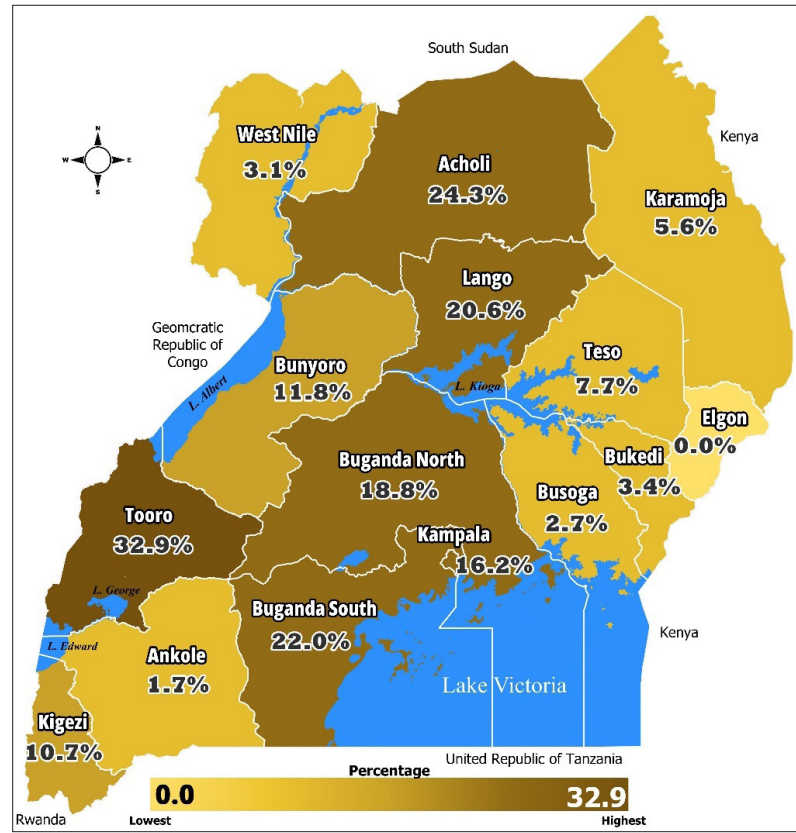 South Sudan
N
W E
S
West Nile
3.1%
Acholi
24.3%
Kenya
Karamoja
5.6%
Lango
20.6%
Geomcratic
Republic of
Congo
L. Albert
Bunyoro
11.8%
L. Kioga
Teso
7.7%
Elgon
0.0%
Bukedi
3.4%
Buganda North
18.8%
Busoga
2.7%
Tooro
32.9%
Kampala
16.2%
L. George
Buganda South
22.0%
L. Edward
Ankole
1.7%
Kenya
Lake Victoria
Kigezi
10.7%
United Republic of Tanzania
Percentage
0.0
32.9
Lowest
Highest
Rwanda